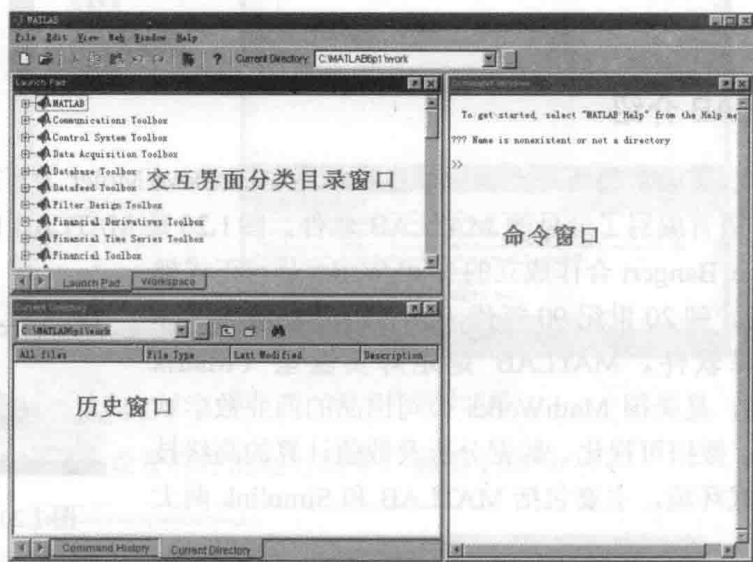 MATLAB
File Edit View Web Window Help
? Current Directory: C:\MATLAB6p1\work
Launch Pad
MATLAB
Communications Toolbox
Control System Toolbox
Data Acquisition Toolbox
Database Toolbox
Datafeed Toolbox
Filter Design Toolbox
Financial Derivatives Toolbox
Financial Time Series Toolbox
Financial Toolbox
交互界面分类目录窗口
Launch Pad Workspace
Command Window
To get started, select "MATLAB Help" from the Help me
??? Name is nonexistent or not a directory
>>
命令窗口
Current Directory
C:\MATLAB6p1\work
All files File Type Last Modified Description
历史窗口
Command History Current Directory